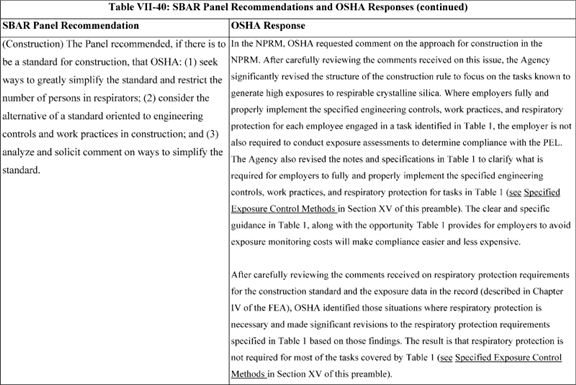 Table VII-40: SBAR Panel Recommendations and OSHA Responses (continued)
SBAR Panel Recommendation
OSHA Response
(Construction) The Panel recommended, if there is to
be a standard for construction, that OSHA: (1) seek
ways to greatly simplify the standard and restrict the
number of persons in respirators; (2) consider the
alternative of a standard oriented to engineering
controls and work practices in construction; and (3)
analyze and solicit comment on ways to simplify the
standard.
In the NPRM, OSHA requested comment on the approach for construction in the
NPRM. After carefully reviewing the comments received on this issue, the Agency
significantly revised the structure of the construction rule to focus on the tasks known to
generate high exposures to respirable crystalline silica. Where employers fully and
properly implement the specified engineering controls, work practices, and respiratory
protection for each employee engaged in a task identified in Table 1, the employer is not
also required to conduct exposure assessments to determine compliance with the PEL.
The Agency also revised the notes and specifications in Table 1 to clarify what is
required for employers to fully and properly implement the specified engineering
controls, work practices, and respiratory protection for tasks in Table 1 (see Specified
Exposure Control Methods in Section XV of this preamble). The clear and specific
guidance in Table 1, along with the opportunity Table 1 provides for employers to avoid
exposure monitoring costs will make compliance easier and less expensive.
After carefully reviewing the comments received on respiratory protection requirements
for the construction standard and the exposure data in the record (described in Chapter
IV of the FEA), OSHA identified those situations where respiratory protection is
necessary and made significant revisions to the respiratory protection requirements
specified in Table 1 based on those findings. The result is that respiratory protection is
not required for most of the tasks covered by Table 1 (see Specified Exposure Control
Methods in Section XV of this preamble).